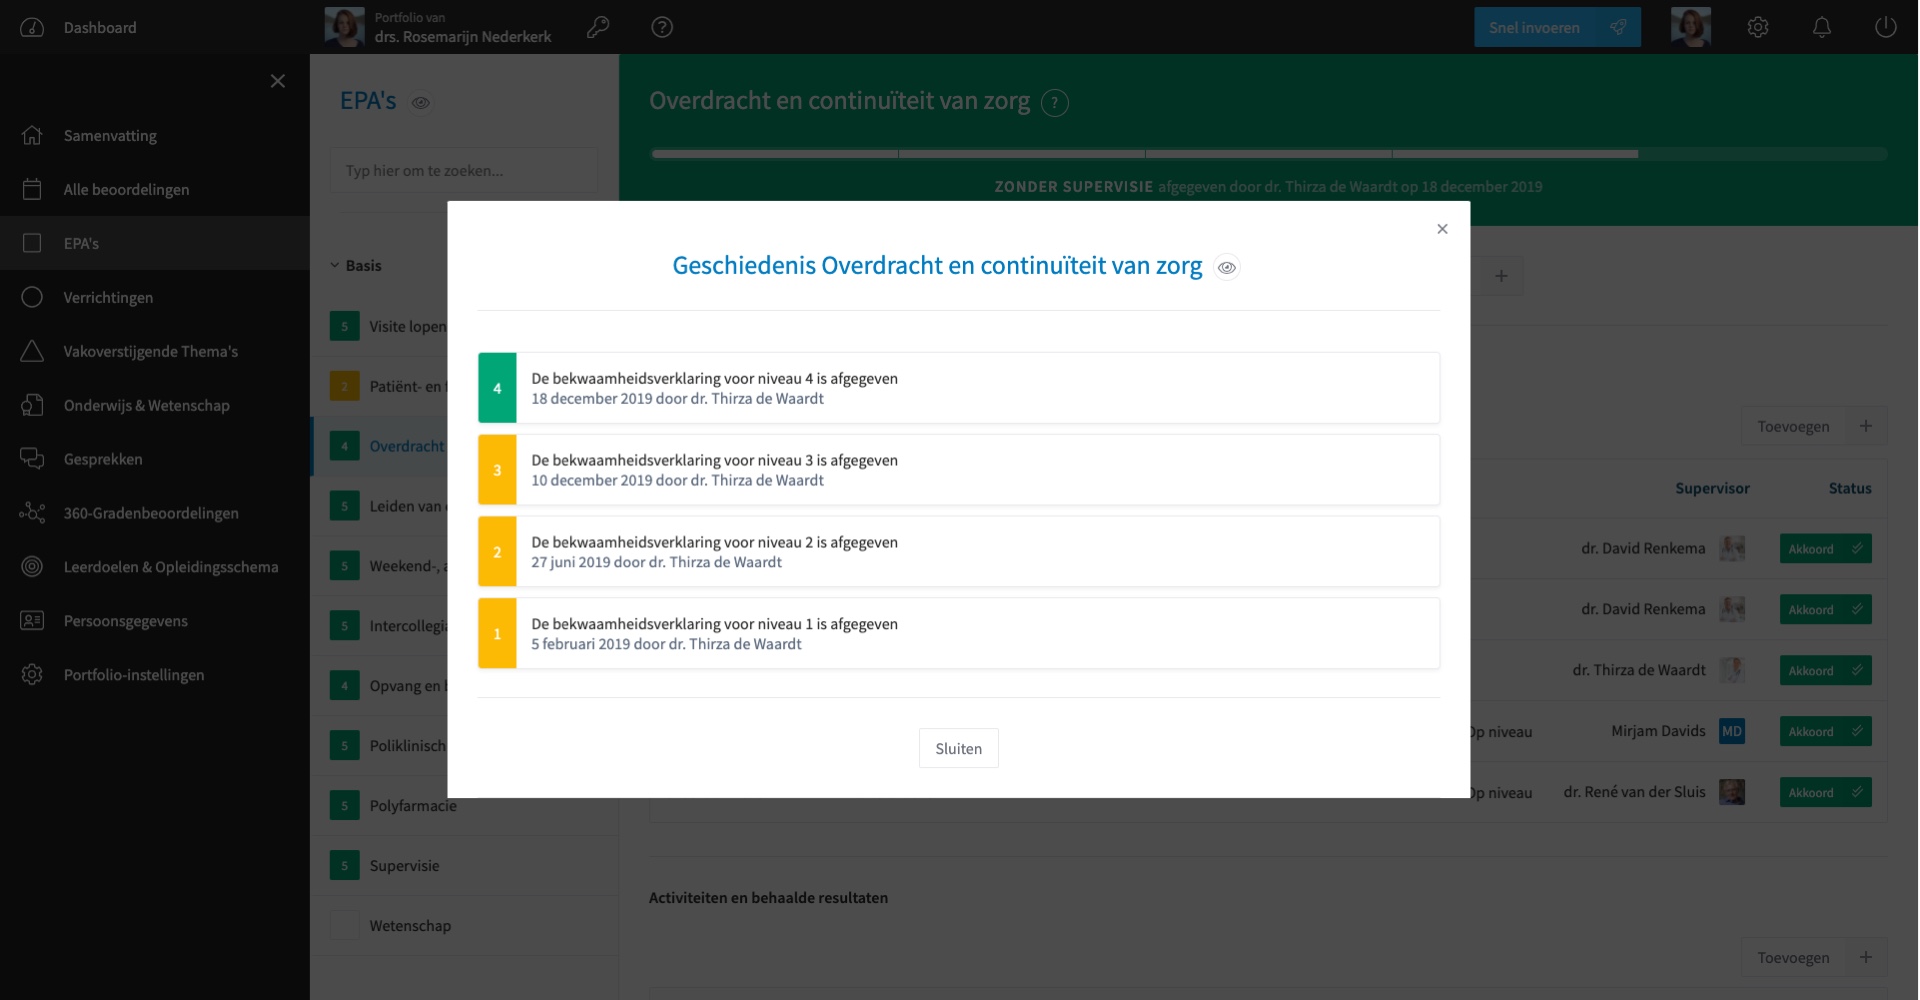 Dashboard
Portfolio van
drs. Rosemarijn Nederkerk
?
Snel invoeren
Samenvatting
Alle beoordelingen
EPA's
Verrichtingen
Vakoverstijgende Thema's
Onderwijs & Wetenschap
Gesprekken
360-Gradenbeoordelingen
Leerdoelen & Opleidingsschema
Persoonsgegevens
Portfolio-instellingen
EPA's
Typ hier om te zoeken...
Basis
5 Visite lopen
2 Patiënt- en
4 Overdracht
5 Leiden van
5 Weekend-,
5 Intercollegi
4 Opvang en
5 Poliklinisch
5 Polyfarmacie
5 Supervisie
Wetenschap
Overdracht en continuïteit van zorg ?
ZONDER SUPERVISIE afgegeven door dr. Thirza de Waardt op 18 december 2019
Geschiedenis Overdracht en continuïteit van zorg
4
De bekwaamheidsverklaring voor niveau 4 is afgegeven
18 december 2019 door dr. Thirza de Waardt
3
De bekwaamheidsverklaring voor niveau 3 is afgegeven
10 december 2019 door dr. Thirza de Waardt
2
De bekwaamheidsverklaring voor niveau 2 is afgegeven
27 juni 2019 door dr. Thirza de Waardt
1
De bekwaamheidsverklaring voor niveau 1 is afgegeven
5 februari 2019 door dr. Thirza de Waardt
Sluiten
Toevoegen +
Supervisor Status
dr. David Renkema Akkoord
dr. David Renkema Akkoord
dr. Thirza de Waardt Akkoord
Op niveau Mirjam Davids MD Akkoord
Op niveau dr. René van der Sluis Akkoord
Activiteiten en behaalde resultaten
Toevoegen +